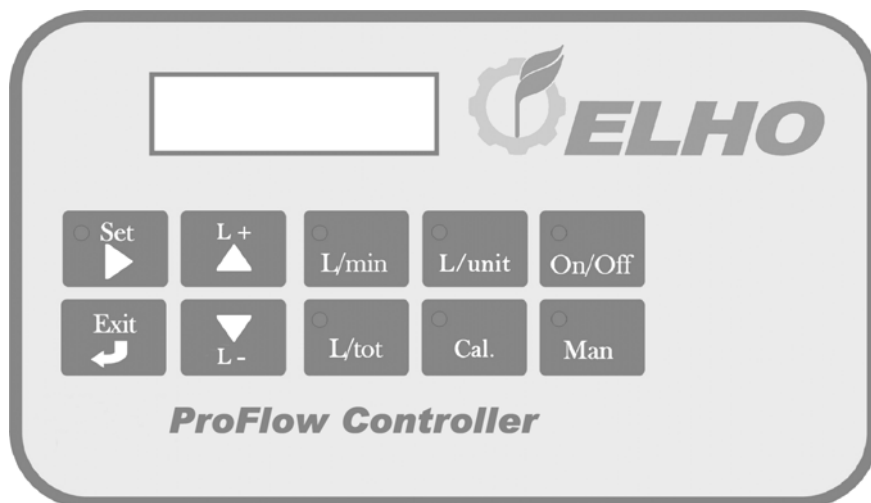 ELHO
Set
L +
L/min
L/unit
On/Off
Exit
L -
L/tot
Cal.
Man
ProFlow Controller